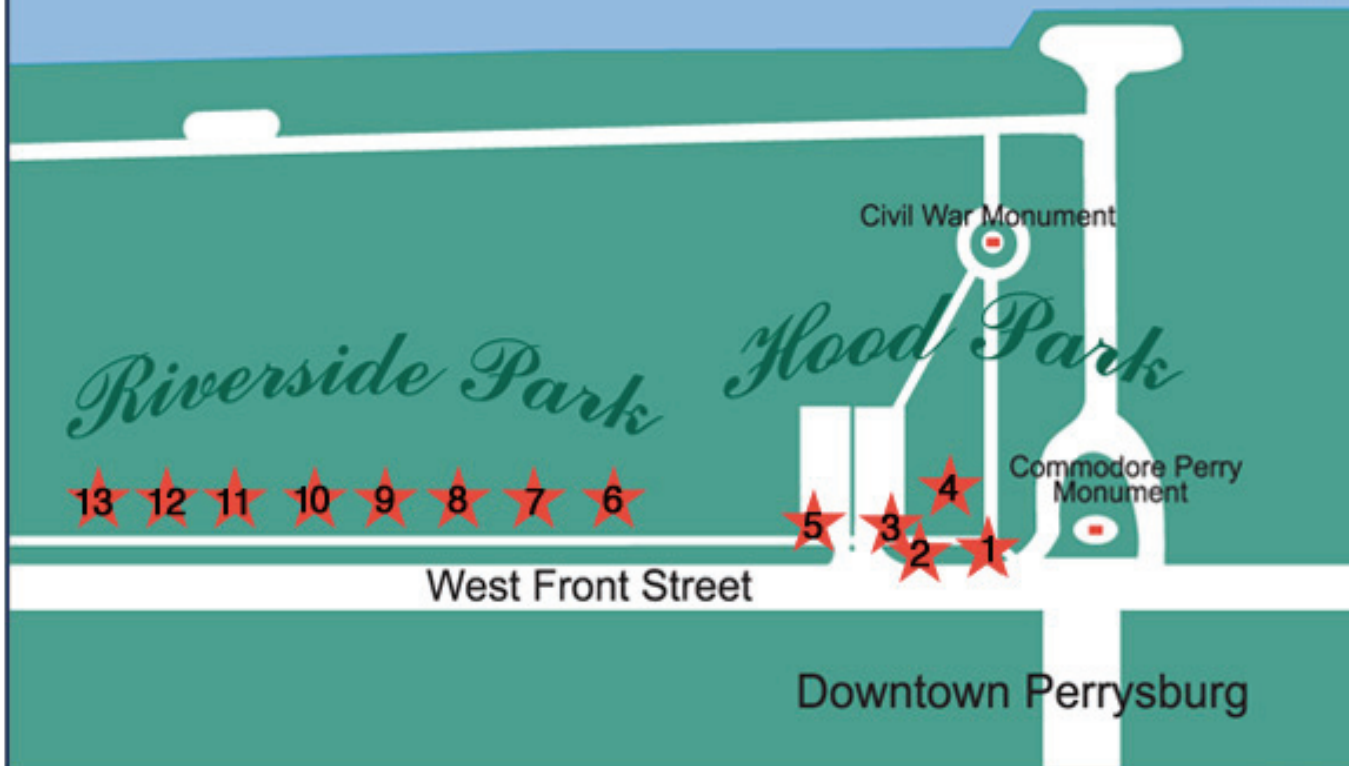 Civil War Monument
Hood Park
Riverside Park
Commodore Perry
Monument
13 12 11 10 9 8 7 6 5 3 4 2 1
West Front Street
Downtown Perrysburg